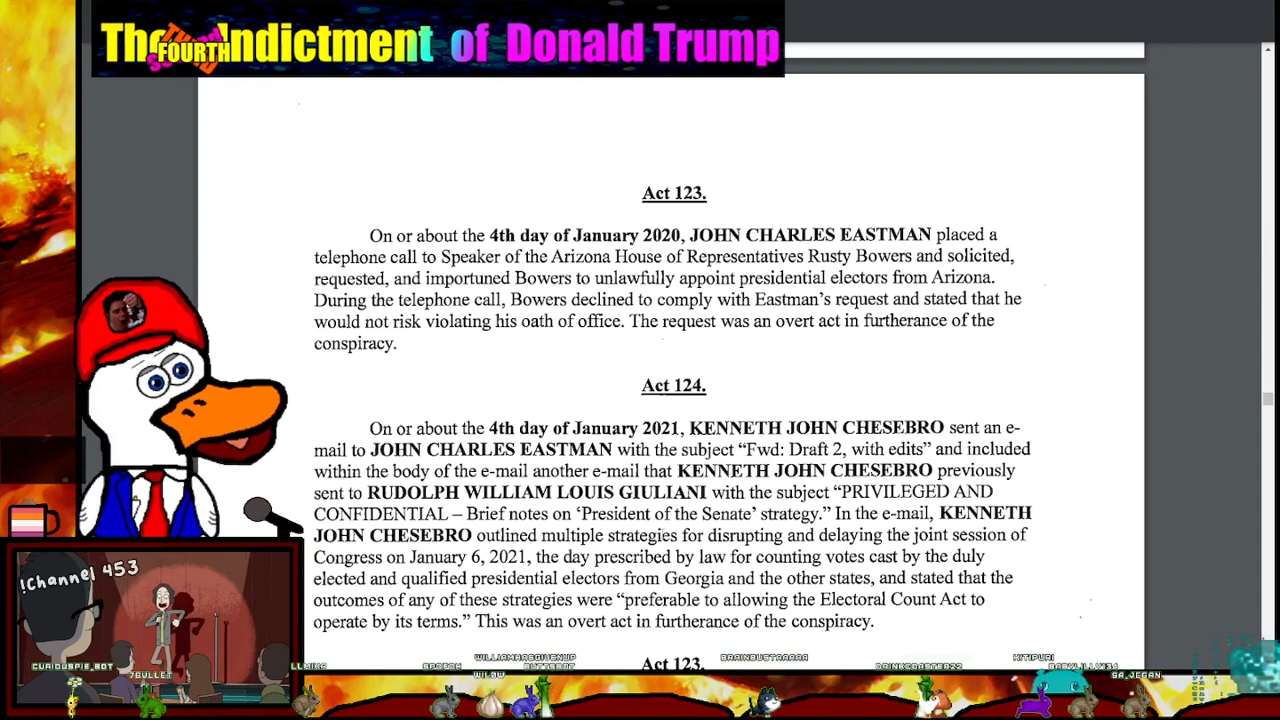 The FOURTH Indictment of Donald Trump
Act 123.
On or about the 4th day of January 2020, JOHN CHARLES EASTMAN placed a
telephone call to Speaker of the Arizona House of Representatives Rusty Bowers and solicited,
requested, and importuned Bowers to unlawfully appoint presidential electors from Arizona.
During the telephone call, Bowers declined to comply with Eastman's request and stated that he
would not risk violating his oath of office. The request was an overt act in furtherance of the
conspiracy.
Act 124.
On or about the 4th day of January 2021, KENNETH JOHN CHESEBRO sent an e-
mail to JOHN CHARLES EASTMAN with the subject "Fwd: Draft 2, with edits" and included
within the body of the e-mail another e-mail that KENNETH JOHN CHESEBRO previously
sent to RUDOLPH WILLIAM LOUIS GIULIANI with the subject "PRIVILEGED AND
CONFIDENTIAL – Brief notes on 'President of the Senate' strategy." In the e-mail, KENNETH
JOHN CHESEBRO outlined multiple strategies for disrupting and delaying the joint session of
Congress on January 6, 2021, the day prescribed by law for counting votes cast by the duly
elected and qualified presidential electors from Georgia and the other states, and stated that the
outcomes of any of these strategies were "preferable to allowing the Electoral Count Act to
operate by its terms." This was an overt act in furtherance of the conspiracy.
Act 123.
!Channel 453
CURIOUSPIE_BOT
7BULLET
WILLIAMHASGIVENUP
BUTTSBOT
WILOW
BRAINBUSTAAAAA
KITIPURI
SA_JEGAN